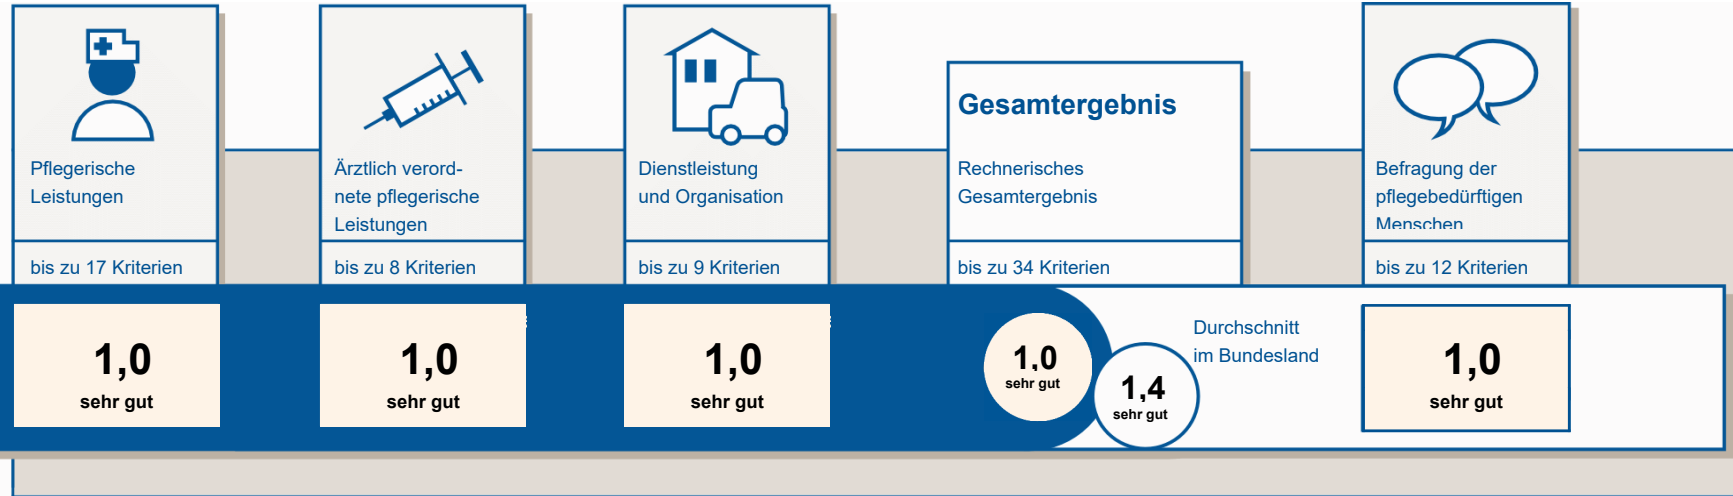 Pflegerische
Leistungen
bis zu 17 Kriterien
1,0
sehr gut
Ärztlich verord-
nete pflegerische
Leistungen
bis zu 8 Kriterien
1,0
sehr gut
Dienstleistung
und Organisation
bis zu 9 Kriterien
1,0
sehr gut
Gesamtergebnis
Rechnerisches
Gesamtergebnis
bis zu 34 Kriterien
1,0
sehr gut
1,4
sehr gut
Durchschnitt
im Bundesland
Befragung der
pflegebedürftigen
Menschen
bis zu 12 Kriterien
1,0
sehr gut